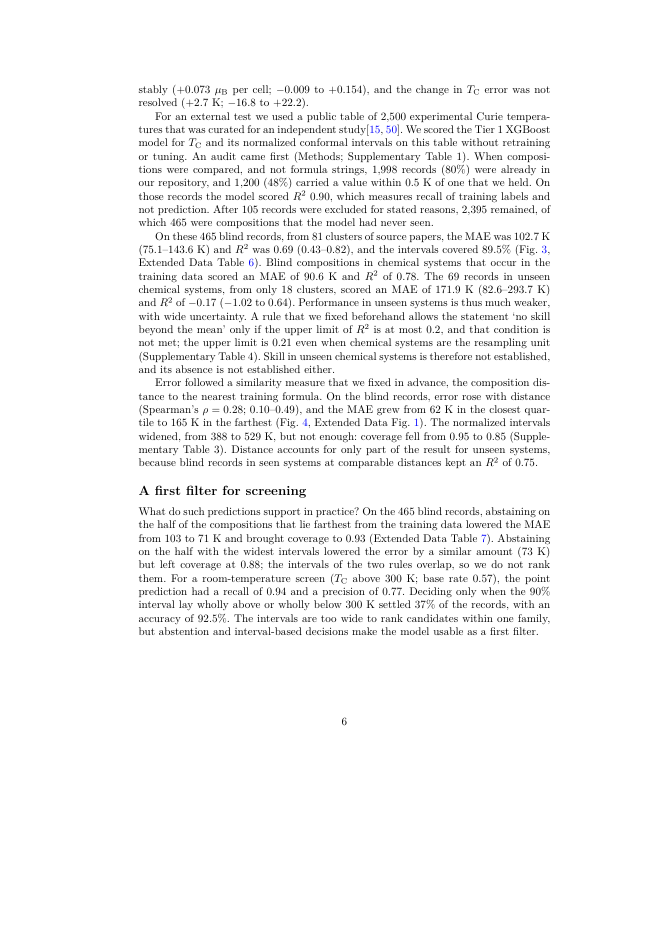 stably (+0.073 μB per cell; −0.009 to +0.154), and the change in TC error was not
resolved (+2.7 K; −16.8 to +22.2).
For an external test we used a public table of 2,500 experimental Curie tempera-
tures that was curated for an independent study[15, 50]. We scored the Tier 1 XGBoost
model for TC and its normalized conformal intervals on this table without retraining
or tuning. An audit came first (Methods; Supplementary Table 1). When composi-
tions were compared, and not formula strings, 1,998 records (80%) were already in
our repository, and 1,200 (48%) carried a value within 0.5 K of one that we held. On
those records the model scored R² 0.90, which measures recall of training labels and
not prediction. After 105 records were excluded for stated reasons, 2,395 remained, of
which 465 were compositions that the model had never seen.
On these 465 blind records, from 81 clusters of source papers, the MAE was 102.7 K
(75.1–143.6 K) and R² was 0.69 (0.43–0.82), and the intervals covered 89.5% (Fig. 3,
Extended Data Table 6). Blind compositions in chemical systems that occur in the
training data scored an MAE of 90.6 K and R² of 0.78. The 69 records in unseen
chemical systems, from only 18 clusters, scored an MAE of 171.9 K (82.6–293.7 K)
and R² of −0.17 (−1.02 to 0.64). Performance in unseen systems is thus much weaker,
with wide uncertainty. A rule that we fixed beforehand allows the statement ‘no skill
beyond the mean’ only if the upper limit of R² is at most 0.2, and that condition is
not met; the upper limit is 0.21 even when chemical systems are the resampling unit
(Supplementary Table 4). Skill in unseen chemical systems is therefore not established,
and its absence is not established either.
Error followed a similarity measure that we fixed in advance, the composition dis-
tance to the nearest training formula. On the blind records, error rose with distance
(Spearman’s ρ = 0.28; 0.10–0.49), and the MAE grew from 62 K in the closest quar-
tile to 165 K in the farthest (Fig. 4, Extended Data Fig. 1). The normalized intervals
widened, from 388 to 529 K, but not enough: coverage fell from 0.95 to 0.85 (Supple-
mentary Table 3). Distance accounts for only part of the result for unseen systems,
because blind records in seen systems at comparable distances kept an R² of 0.75.
A first filter for screening
What do such predictions support in practice? On the 465 blind records, abstaining on
the half of the compositions that lie farthest from the training data lowered the MAE
from 103 to 71 K and brought coverage to 0.93 (Extended Data Table 7). Abstaining
on the half with the widest intervals lowered the error by a similar amount (73 K)
but left coverage at 0.88; the intervals of the two rules overlap, so we do not rank
them. For a room-temperature screen (TC above 300 K; base rate 0.57), the point
prediction had a recall of 0.94 and a precision of 0.77. Deciding only when the 90%
interval lay wholly above or wholly below 300 K settled 37% of the records, with an
accuracy of 92.5%. The intervals are too wide to rank candidates within one family,
but abstention and interval-based decisions make the model usable as a first filter.
6